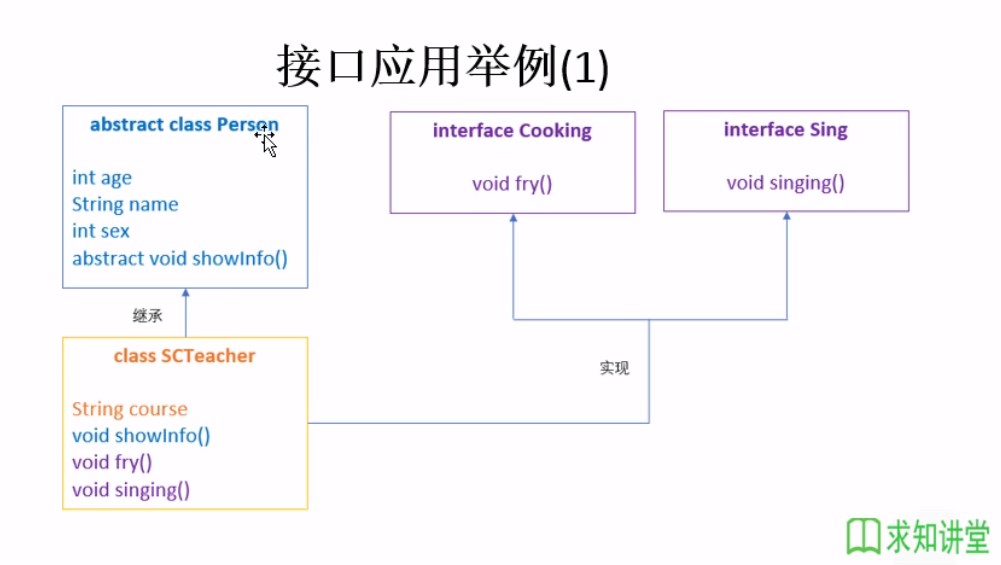 接口应用举例(1)
abstract class Person
int age
String name
int sex
abstract void showInfo()
interface Cooking
void fry()
interface Sing
void singing()
继承
实现
class SCTeacher
String course
void showInfo()
void fry()
void singing()
求知讲堂